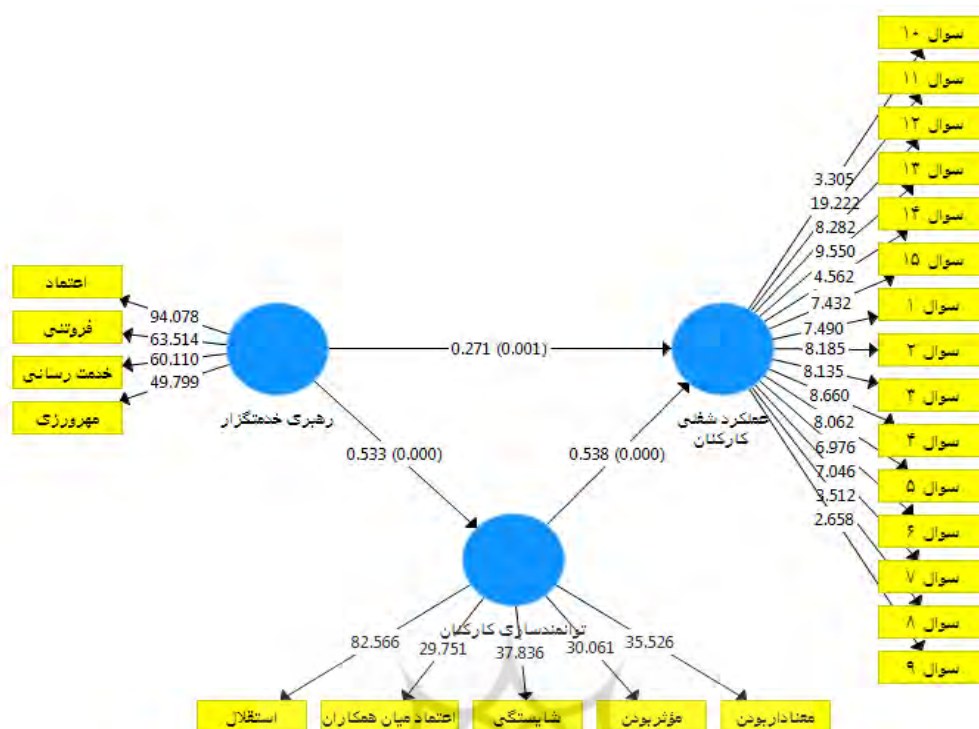 سوال ۱۰
سوال ۱۱
سوال ۱۲
سوال ۱۳
سوال ۱۴
سوال ۱۵
سوال ۱
سوال ۲
سوال ۳
سوال ۴
سوال ۵
سوال ۶
سوال ۷
سوال ۸
سوال ۹
3.305
19.222
8.282
9.550
4.562
7.432
7.490
8.185
8.135
8.660
8.062
6.976
7.046
3.512
2.658
عملکرد شغلی
کارکنان
0.271 (0.001)
اعتماد
فروتنی
خدمت رسانی
مهرورزی
94.078
63.514
60.110
49.799
رهبری خدمتگزار
0.533 (0.000)
0.538 (0.000)
توانمندسازی کارکنان
82.566
29.751
37.836
30.061
35.526
استقلال
اعتماد میان همکاران
شایستگی
مؤثربودن
معناداربودن